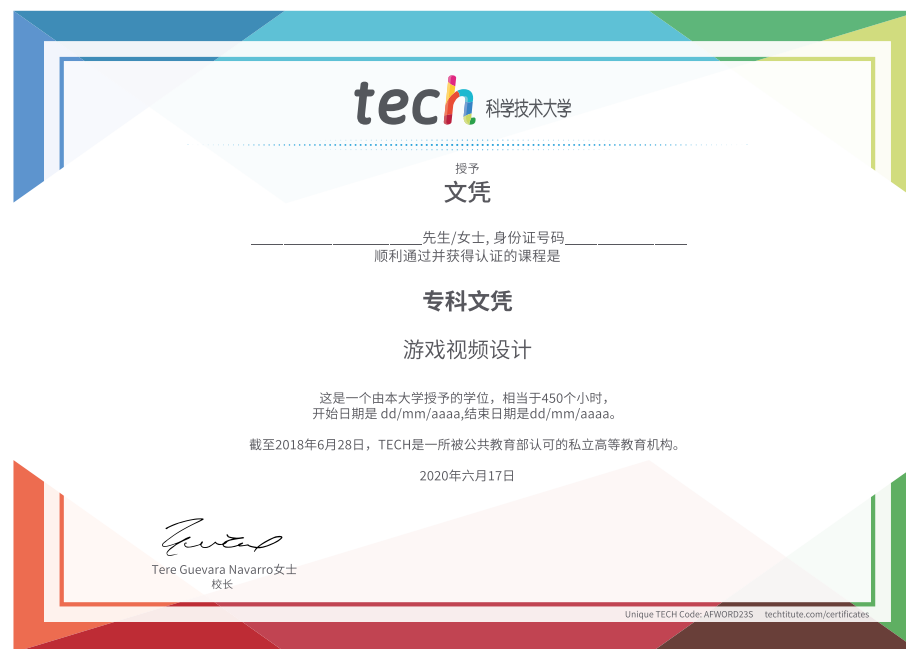 tech 科学技术大学
授予
文凭
______________________先生/女士, 身份证号码________________
顺利通过并获得认证的课程是
专科文凭
游戏视频设计
这是一个由本大学授予的学位，相当于450个小时，
开始日期是 dd/mm/aaaa,结束日期是dd/mm/aaaa。
截至2018年6月28日，TECH是一所被公共教育部认可的私立高等教育机构。
2020年六月17日
Tere Guevara Navarro女士
校长
Unique TECH Code: AFWORD23S techtitute.com/certificates